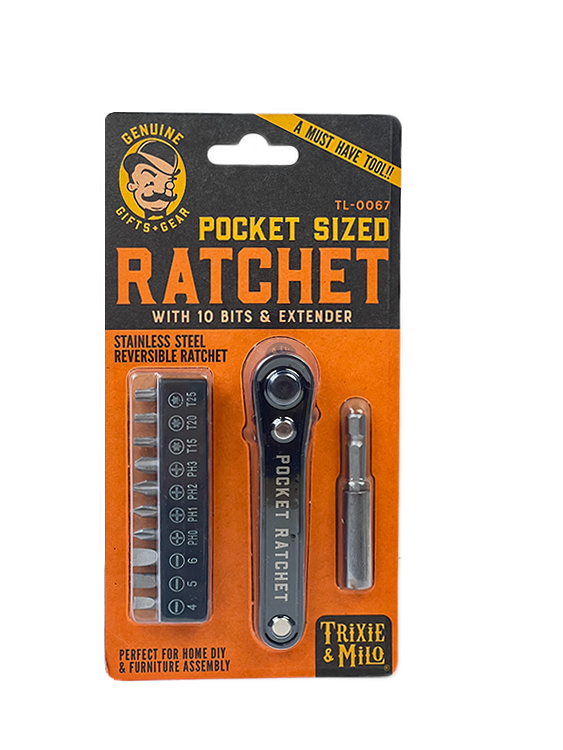 GENUINE
GIFTS+GEAR
A MUST HAVE TOOL!!
TL-0067
POCKET SIZED
RATCHET
WITH 10 BITS & EXTENDER
STAINLESS STEEL
REVERSIBLE RATCHET
T25
T20
T15
PH3
PH2
PH1
PH0
6
5
4
POCKET RATCHET
PERFECT FOR HOME DIY
& FURNITURE ASSEMBLY
TRIXIE
& MILO
®